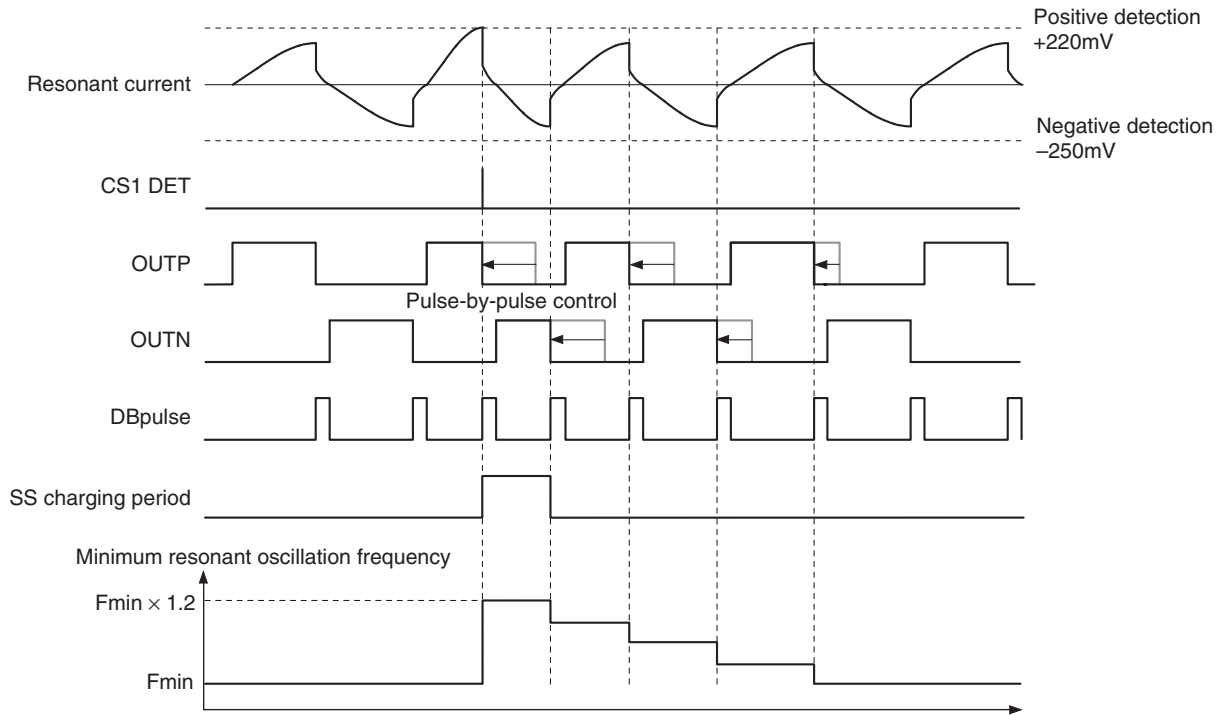 Positive detection
+220mV
Resonant current
Negative detection
–250mV
CS1 DET
OUTP
Pulse-by-pulse control
OUTN
DBpulse
SS charging period
Minimum resonant oscillation frequency
Fmin × 1.2
Fmin